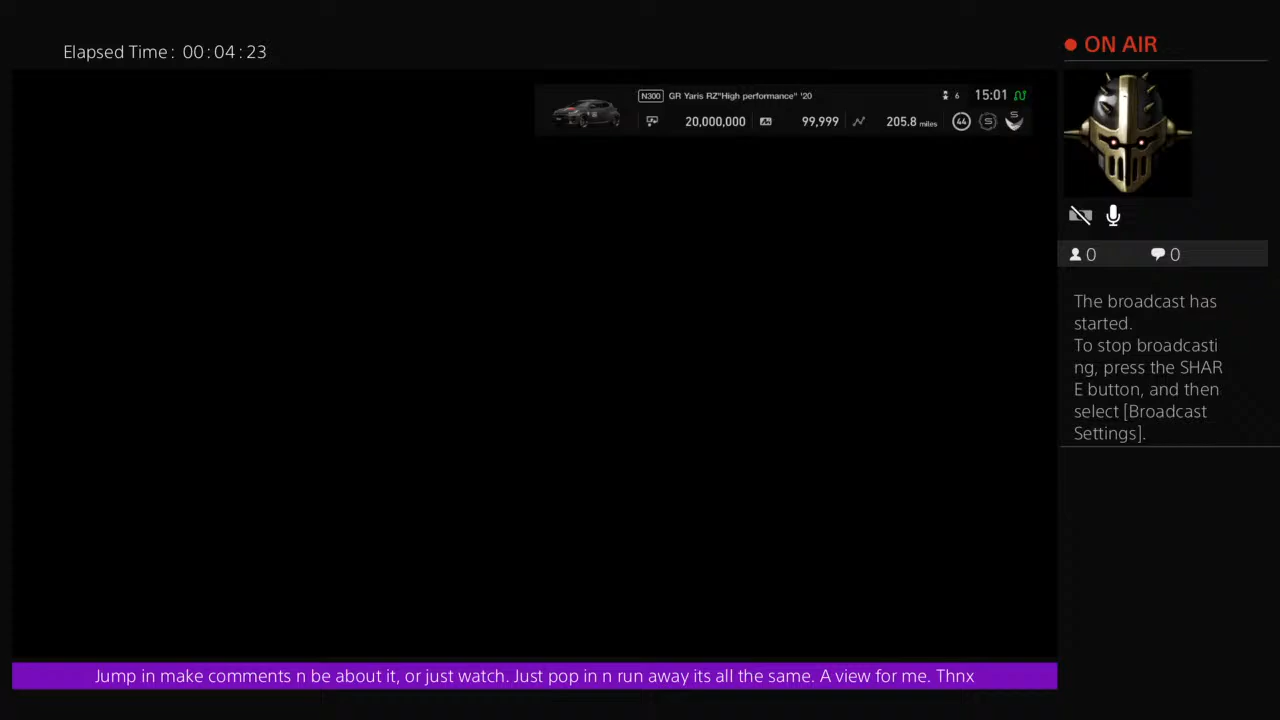 Elapsed Time: 00:04:23
ON AIR
N300 GR Yaris RZ"High performance" '20 6 15:01
20,000,000 99,999 205.8 miles 44 S S
0 0
The broadcast has
started.
To stop broadcasti
ng, press the SHAR
E button, and then
select [Broadcast
Settings].
Jump in make comments n be about it, or just watch. Just pop in n run away its all the same. A view for me. Thnx